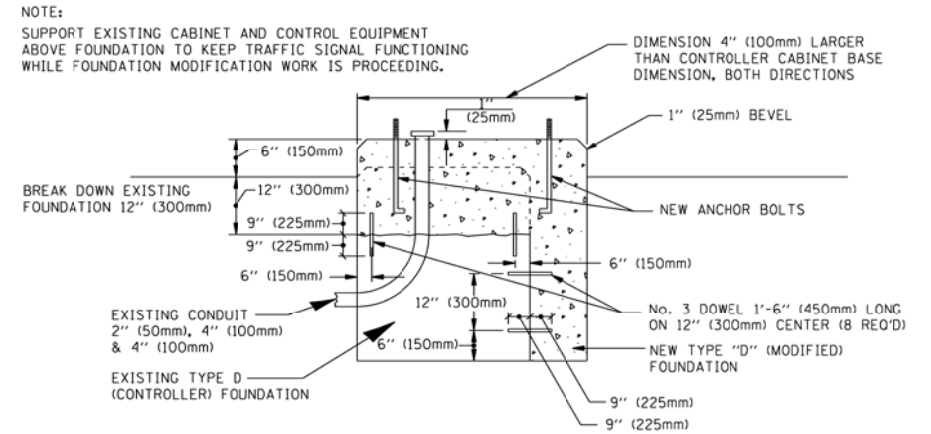 NOTE:
SUPPORT EXISTING CABINET AND CONTROL EQUIPMENT
ABOVE FOUNDATION TO KEEP TRAFFIC SIGNAL FUNCTIONING
WHILE FOUNDATION MODIFICATION WORK IS PROCEEDING.
DIMENSION 4" (100mm) LARGER
THAN CONTROLLER CABINET BASE
DIMENSION, BOTH DIRECTIONS
1"
(25mm)
1" (25mm) BEVEL
6" (150mm)
BREAK DOWN EXISTING
FOUNDATION 12" (300mm)
12" (300mm)
NEW ANCHOR BOLTS
9" (225mm)
9" (225mm)
6" (150mm)
6" (150mm)
EXISTING CONDUIT
2" (50mm), 4" (100mm)
& 4" (100mm)
12" (300mm)
No. 3 DOWEL 1'-6" (450mm) LONG
ON 12" (300mm) CENTER (8 REQ'D)
6" (150mm)
NEW TYPE "D" (MODIFIED)
FOUNDATION
EXISTING TYPE D
(CONTROLLER) FOUNDATION
9" (225mm)
9" (225mm)